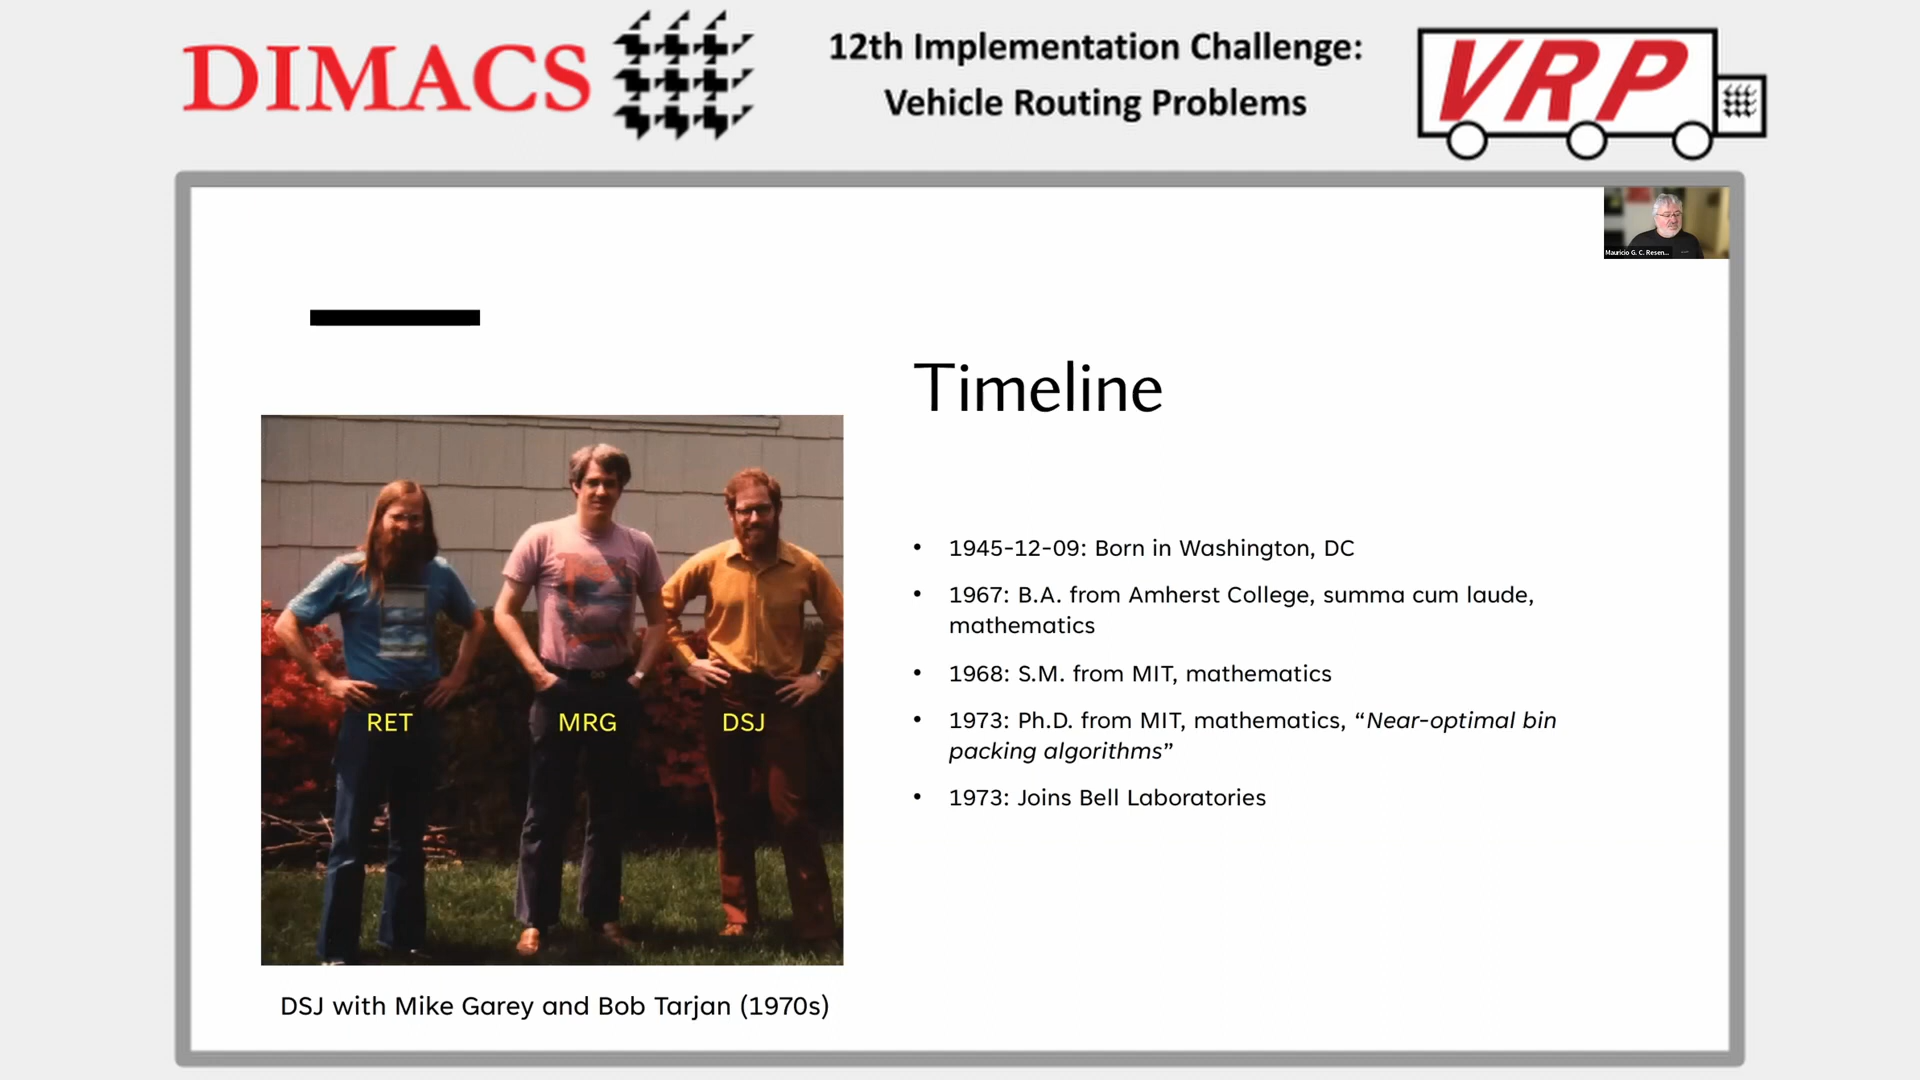 DIMACS
12th Implementation Challenge:
Vehicle Routing Problems
VRP
Mauricio G. C. Resen...
Timeline
RET
MRG
DSJ
• 1945-12-09: Born in Washington, DC
• 1967: B.A. from Amherst College, summa cum laude,
mathematics
• 1968: S.M. from MIT, mathematics
• 1973: Ph.D. from MIT, mathematics, “Near-optimal bin
packing algorithms”
• 1973: Joins Bell Laboratories
DSJ with Mike Garey and Bob Tarjan (1970s)